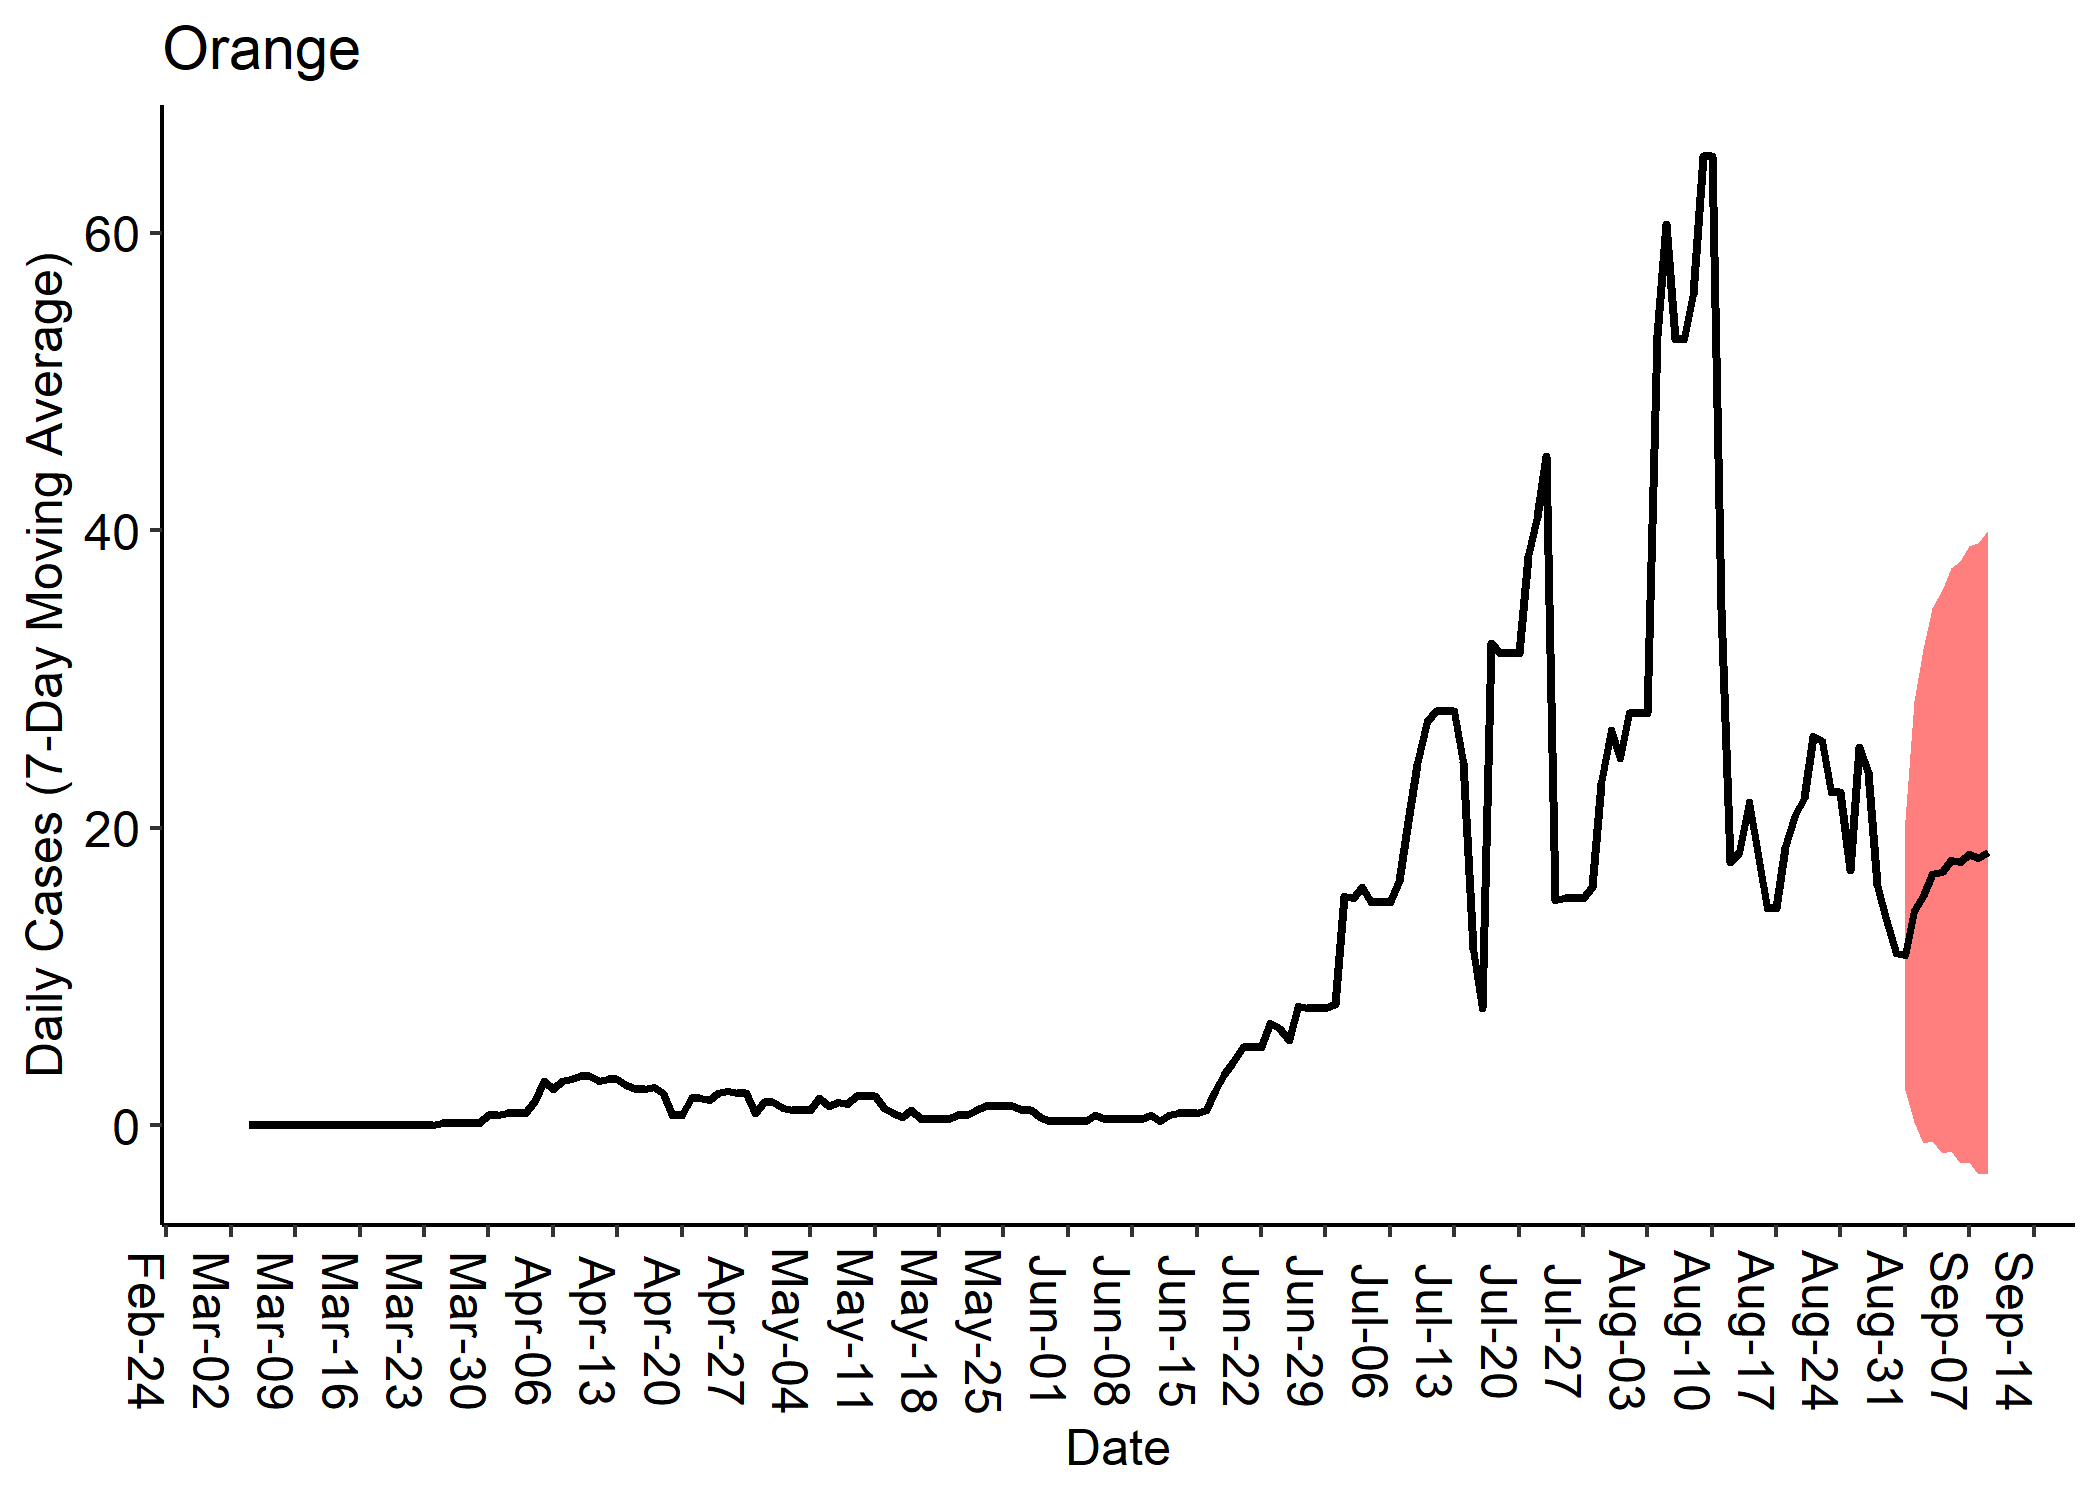 Orange
Daily Cases (7-Day Moving Average)
60
40
20
0
Feb-24
Mar-02
Mar-09
Mar-16
Mar-23
Mar-30
Apr-06
Apr-13
Apr-20
Apr-27
May-04
May-11
May-18
May-25
Jun-01
Jun-08
Jun-15
Jun-22
Jun-29
Jul-06
Jul-13
Jul-20
Jul-27
Aug-03
Aug-10
Aug-17
Aug-24
Aug-31
Sep-07
Sep-14
Date